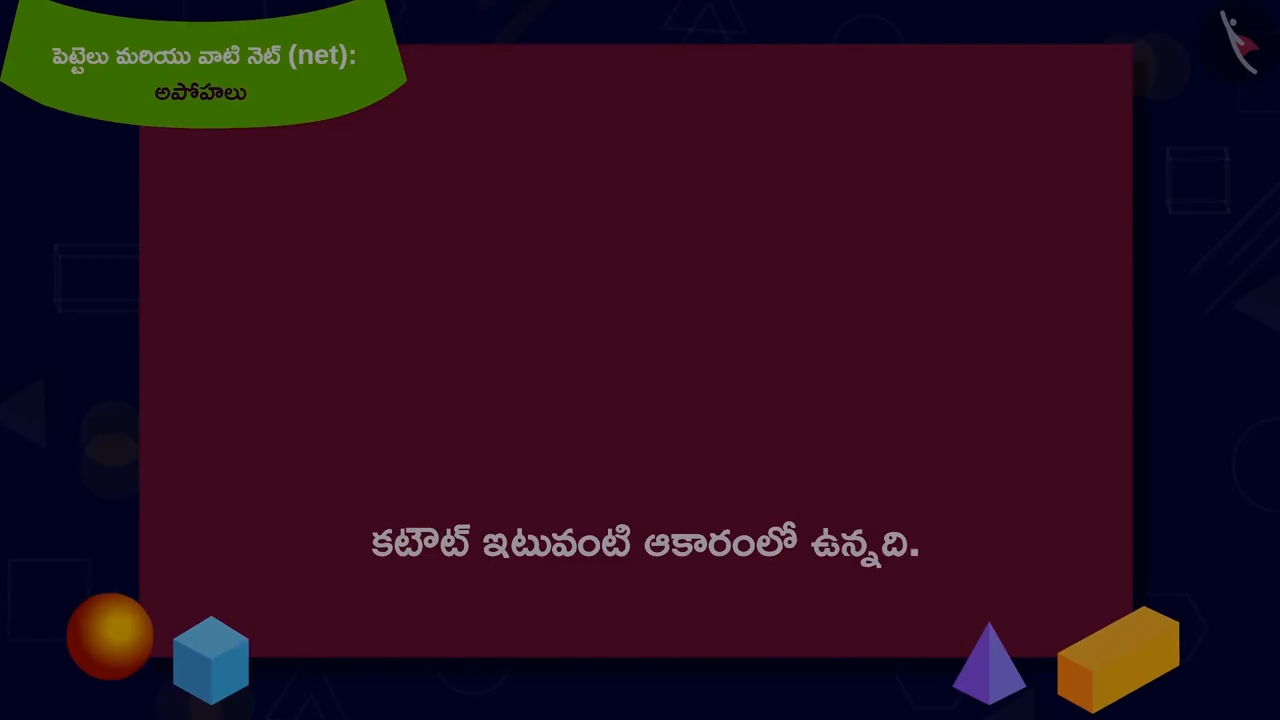 పెట్టెలు మరియు వాటి నెట్ (net):
అపోహలు
కటౌట్ ఇటువంటి ఆకారంలో ఉన్నది.